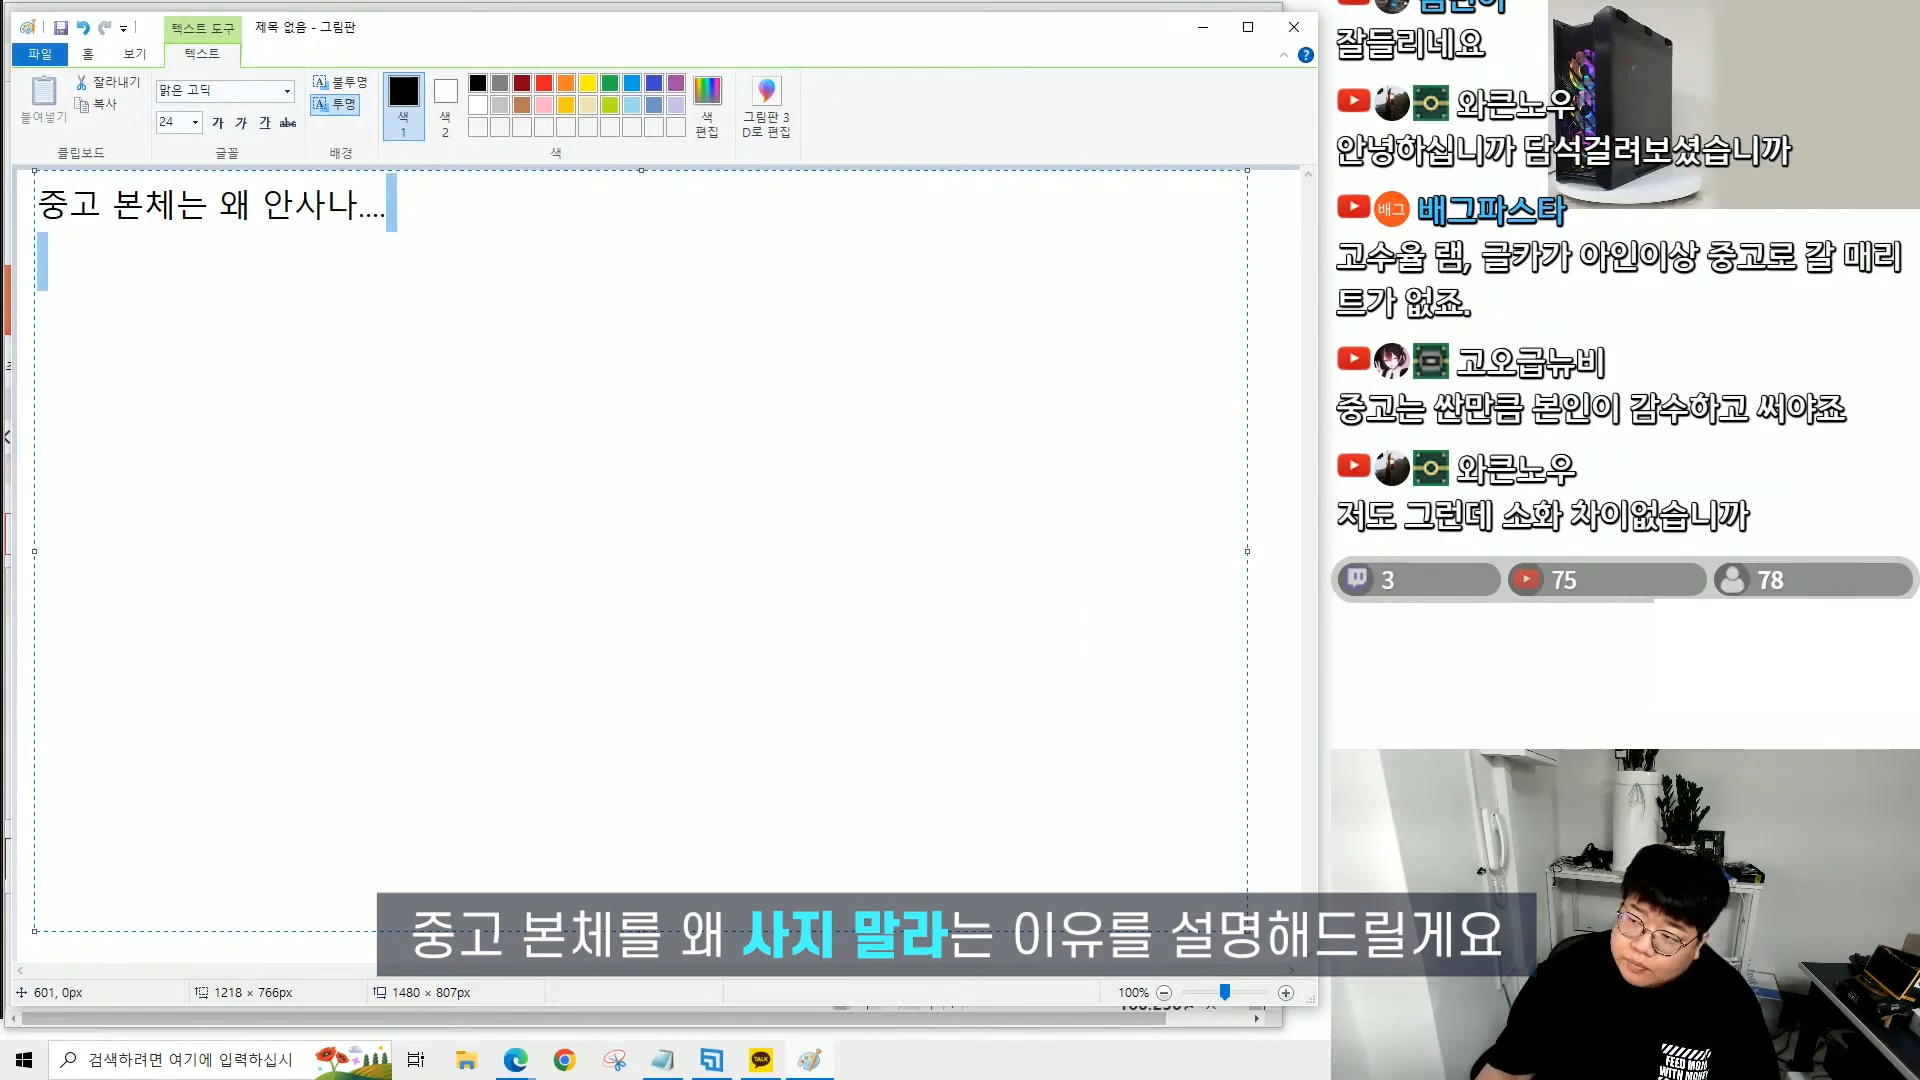 텍스트 도구
제목 없음 - 그림판
파일
홈
보기
텍스트
붙여넣기
잘라내기
복사
클립보드
맑은 고딕
24
가 가 가 abc
글꼴
불투명
투명
배경
색
1
색
2
색
편집
색
그림판 3
D로 편집
중고 본체는 왜 안사나....
잘들리네요
와큰노우
안녕하십니까 담석걸려보셨습니까
배그
배그파스타
고수율 램, 글카가 아인이상 중고로 갈 매리
트가 없죠.
고오급뉴비
중고는 싼만큼 본인이 감수하고 써야죠
와큰노우
저도 그런데 소화 차이없습니까
3
75
78
중고 본체를 왜 사지 말라는 이유를 설명해드릴게요
601, 0px
1218 × 766px
1480 × 807px
100%
검색하려면 여기에 입력하십시
TALK
FEED MOJO
WITH MONEY